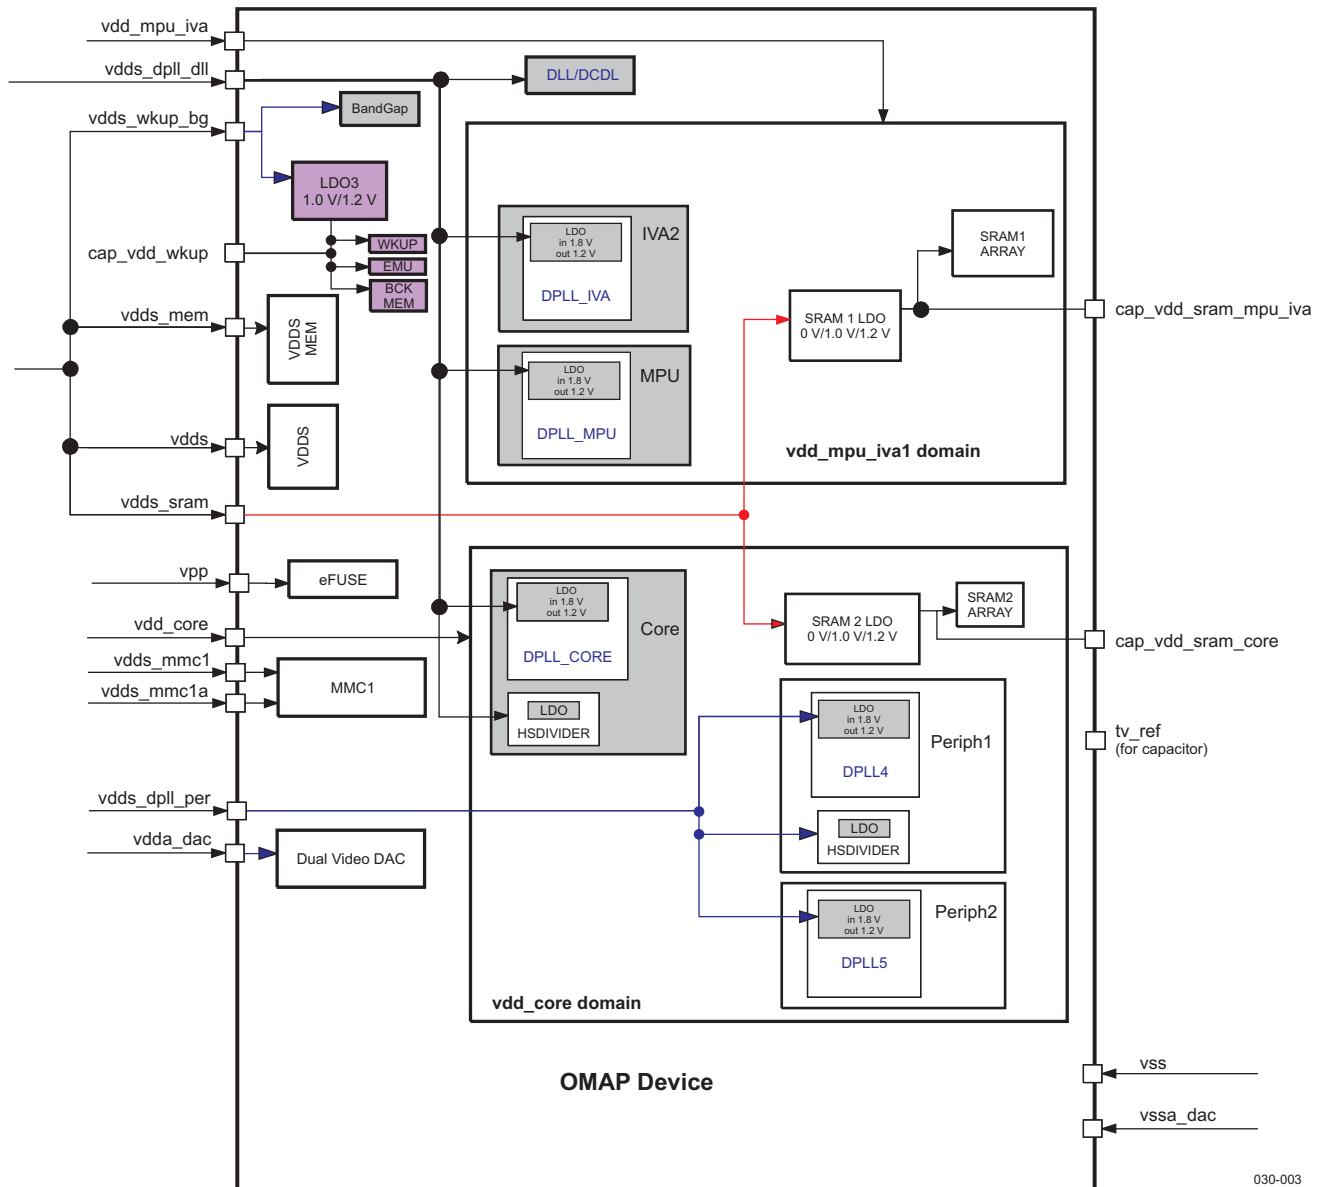 vdd_mpu_iva
vdds_dpll_dll
DLL/DCDL
BandGap
vdds_wkup_bg
LDO3
1.0 V/1.2 V
cap_vdd_wkup
WKUP
EMU
BCK
MEM
vdds_mem
VDDS
MEM
vdds
VDDS
vdds_sram
LDO
in 1.8 V
out 1.2 V
IVA2
DPLL_IVA
LDO
in 1.8 V
out 1.2 V
MPU
DPLL_MPU
SRAM1
ARRAY
SRAM 1 LDO
0 V/1.0 V/1.2 V
cap_vdd_sram_mpu_iva
vdd_mpu_iva1 domain
vpp
eFUSE
vdd_core
vdds_mmc1
vdds_mmc1a
MMC1
LDO
in 1.8 V
out 1.2 V
Core
DPLL_CORE
LDO
HSDIVIDER
SRAM2
ARRAY
SRAM 2 LDO
0 V/1.0 V/1.2 V
cap_vdd_sram_core
tv_ref
(for capacitor)
LDO
in 1.8 V
out 1.2 V
Periph1
DPLL4
LDO
HSDIVIDER
vdds_dpll_per
vdda_dac
Dual Video DAC
LDO
in 1.8 V
out 1.2 V
Periph2
DPLL5
vdd_core domain
OMAP Device
vss
vssa_dac
030-003